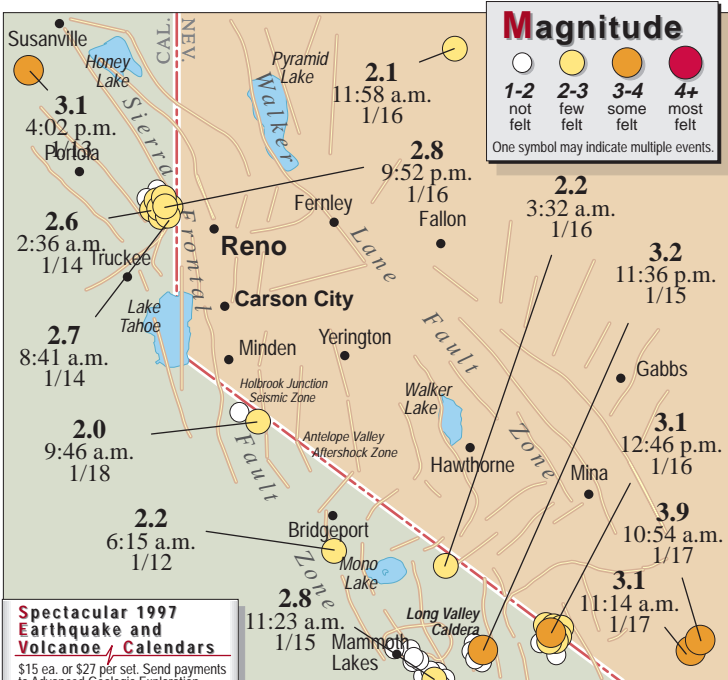 Susanville
CAL.
NEV.
Honey
Lake
Pyramid
Lake
2.1
11:58 a.m.
1/16
Magnitude
1-2
not
felt
2-3
few
felt
3-4
some
felt
4+
most
felt
One symbol may indicate multiple events.
3.1
4:02 p.m.
1/13
Portola
Sierra
Frontal
Fault
Zone
Walker
Lane
Fault
Zone
2.8
9:52 p.m.
1/16
2.2
3:32 a.m.
1/16
2.6
2:36 a.m.
1/14
Truckee
Reno
Fernley
Fallon
3.2
11:36 p.m.
1/15
Lake
Tahoe
Carson City
2.7
8:41 a.m.
1/14
Minden
Yerington
Gabbs
Holbrook Junction
Seismic Zone
Walker
Lake
2.0
9:46 a.m.
1/18
Antelope Valley
Aftershock Zone
Hawthorne
Mina
3.1
12:46 p.m.
1/16
2.2
6:15 a.m.
1/12
Bridgeport
Mono
Lake
3.9
10:54 a.m.
1/17
2.8
11:23 a.m.
1/15
Long Valley
Caldera
Mammoth
Lakes
3.1
11:14 a.m.
1/17
Spectacular 1997
Earthquake and
Volcanoe Calendars
$15 ea. or $27 per set. Send payments
to Advanced Geologic Exploration